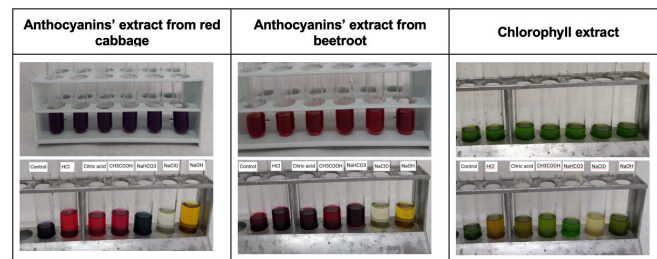 Anthocyanins’ extract from red
cabbage
Anthocyanins’ extract from
beetroot
Chlorophyll extract
Control HCl Citric acid CH3COOH NaHCO3 NaClO NaOH
Control HCl Citric acid CH3COOH NaHCO3 NaClO NaOH
Control HCl Citric acid CH3COOH NaHCO3 NaClO NaOH